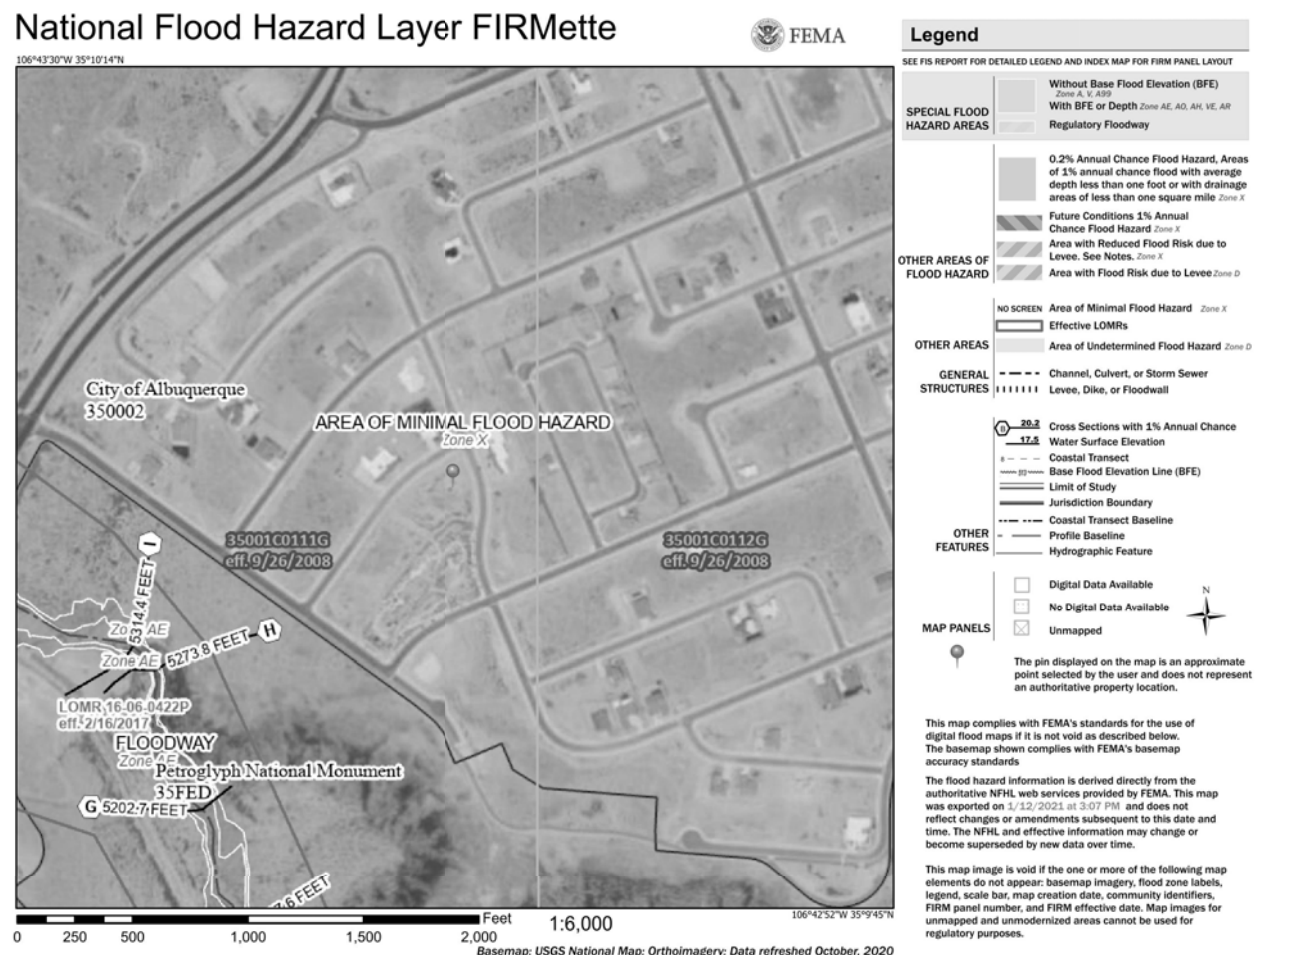 National Flood Hazard Layer FIRMette
FEMA
106°43'30"W 35°10'14"N
City of Albuquerque
350002
AREA OF MINIMAL FLOOD HAZARD
Zone X
35001C0111G
eff. 9/26/2008
35001C0112G
eff. 9/26/2008
I
5314.4 FEET
H
5273.8 FEET
Zone AE
Zone AE
LOMR 16-06-0422P
eff. 2/16/2017
FLOODWAY
Zone AE
Petroglyph National Monument
35FED
G 5202.7 FEET
7.6 FEET
106°42'52"W 35°9'45"N
Feet
1:6,000
0 250 500 1,000 1,500 2,000
Basemap: USGS National Map: Orthoimagery: Data refreshed October, 2020
Legend
SEE FIS REPORT FOR DETAILED LEGEND AND INDEX MAP FOR FIRM PANEL LAYOUT
SPECIAL FLOOD
HAZARD AREAS
Without Base Flood Elevation (BFE)
Zone A, V, A99
With BFE or Depth Zone AE, AO, AH, VE, AR
Regulatory Floodway
OTHER AREAS OF
FLOOD HAZARD
0.2% Annual Chance Flood Hazard, Areas
of 1% annual chance flood with average
depth less than one foot or with drainage
areas of less than one square mile Zone X
Future Conditions 1% Annual
Chance Flood Hazard Zone X
Area with Reduced Flood Risk due to
Levee. See Notes. Zone X
Area with Flood Risk due to Levee Zone D
OTHER AREAS
NO SCREEN Area of Minimal Flood Hazard Zone X
Effective LOMRs
Area of Undetermined Flood Hazard Zone D
GENERAL
STRUCTURES
Channel, Culvert, or Storm Sewer
Levee, Dike, or Floodwall
OTHER
FEATURES
B 20.2 Cross Sections with 1% Annual Chance
17.5 Water Surface Elevation
8 Coastal Transect
513 Base Flood Elevation Line (BFE)
Limit of Study
Jurisdiction Boundary
Coastal Transect Baseline
Profile Baseline
Hydrographic Feature
MAP PANELS
Digital Data Available
No Digital Data Available
Unmapped
N
The pin displayed on the map is an approximate
point selected by the user and does not represent
an authoritative property location.
This map complies with FEMA's standards for the use of
digital flood maps if it is not void as described below.
The basemap shown complies with FEMA's basemap
accuracy standards
The flood hazard information is derived directly from the
authoritative NFHL web services provided by FEMA. This map
was exported on 1/12/2021 at 3:07 PM and does not
reflect changes or amendments subsequent to this date and
time. The NFHL and effective information may change or
become superseded by new data over time.
This map image is void if the one or more of the following map
elements do not appear: basemap imagery, flood zone labels,
legend, scale bar, map creation date, community identifiers,
FIRM panel number, and FIRM effective date. Map images for
unmapped and unmodernized areas cannot be used for
regulatory purposes.